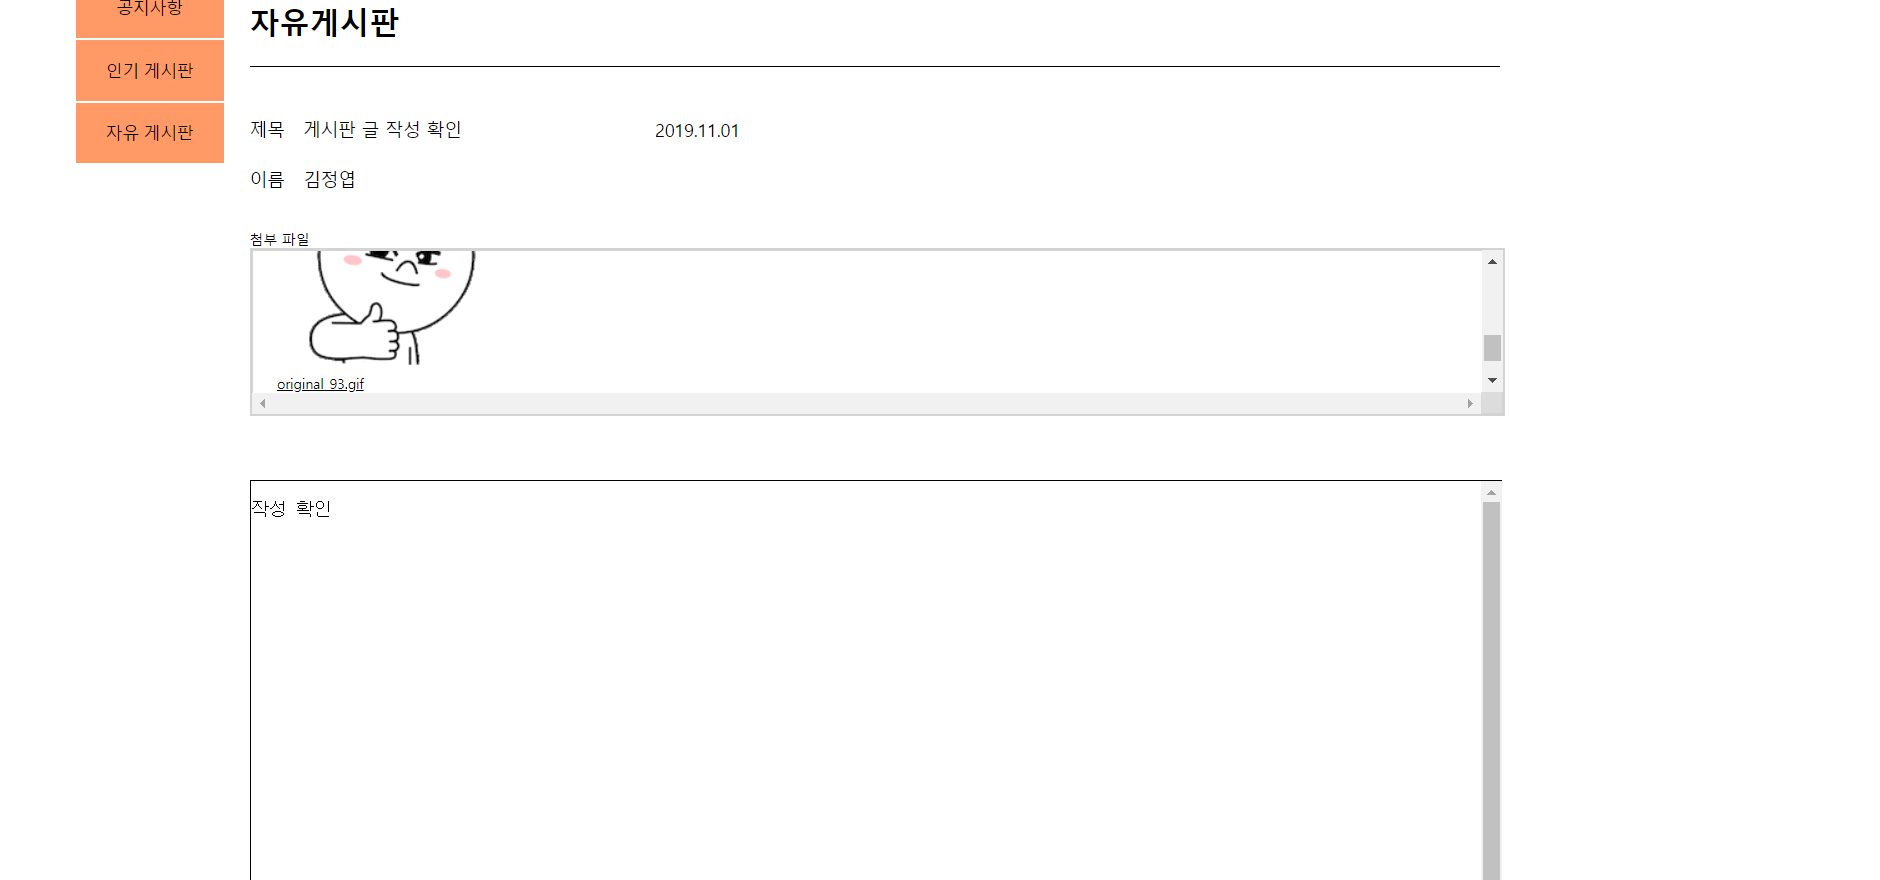 공지사항
인기 게시판
자유 게시판
자유게시판
제목 게시판 글 작성 확인 2019.11.01
이름 김정엽
첨부 파일
original_93.gif
작성 확인